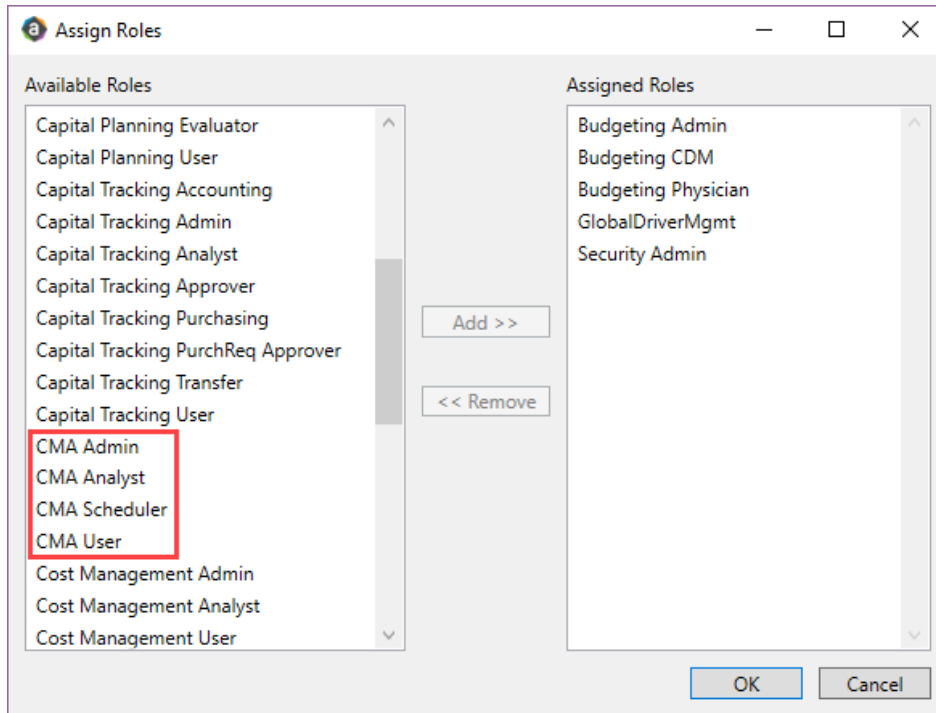 Assign Roles
Available Roles
Capital Planning Evaluator
Capital Planning User
Capital Tracking Accounting
Capital Tracking Admin
Capital Tracking Analyst
Capital Tracking Approver
Capital Tracking Purchasing
Capital Tracking PurchReq Approver
Capital Tracking Transfer
Capital Tracking User
CMA Admin
CMA Analyst
CMA Scheduler
CMA User
Cost Management Admin
Cost Management Analyst
Cost Management User
Add >>
<< Remove
Assigned Roles
Budgeting Admin
Budgeting CDM
Budgeting Physician
GlobalDriverMgmt
Security Admin
OK
Cancel